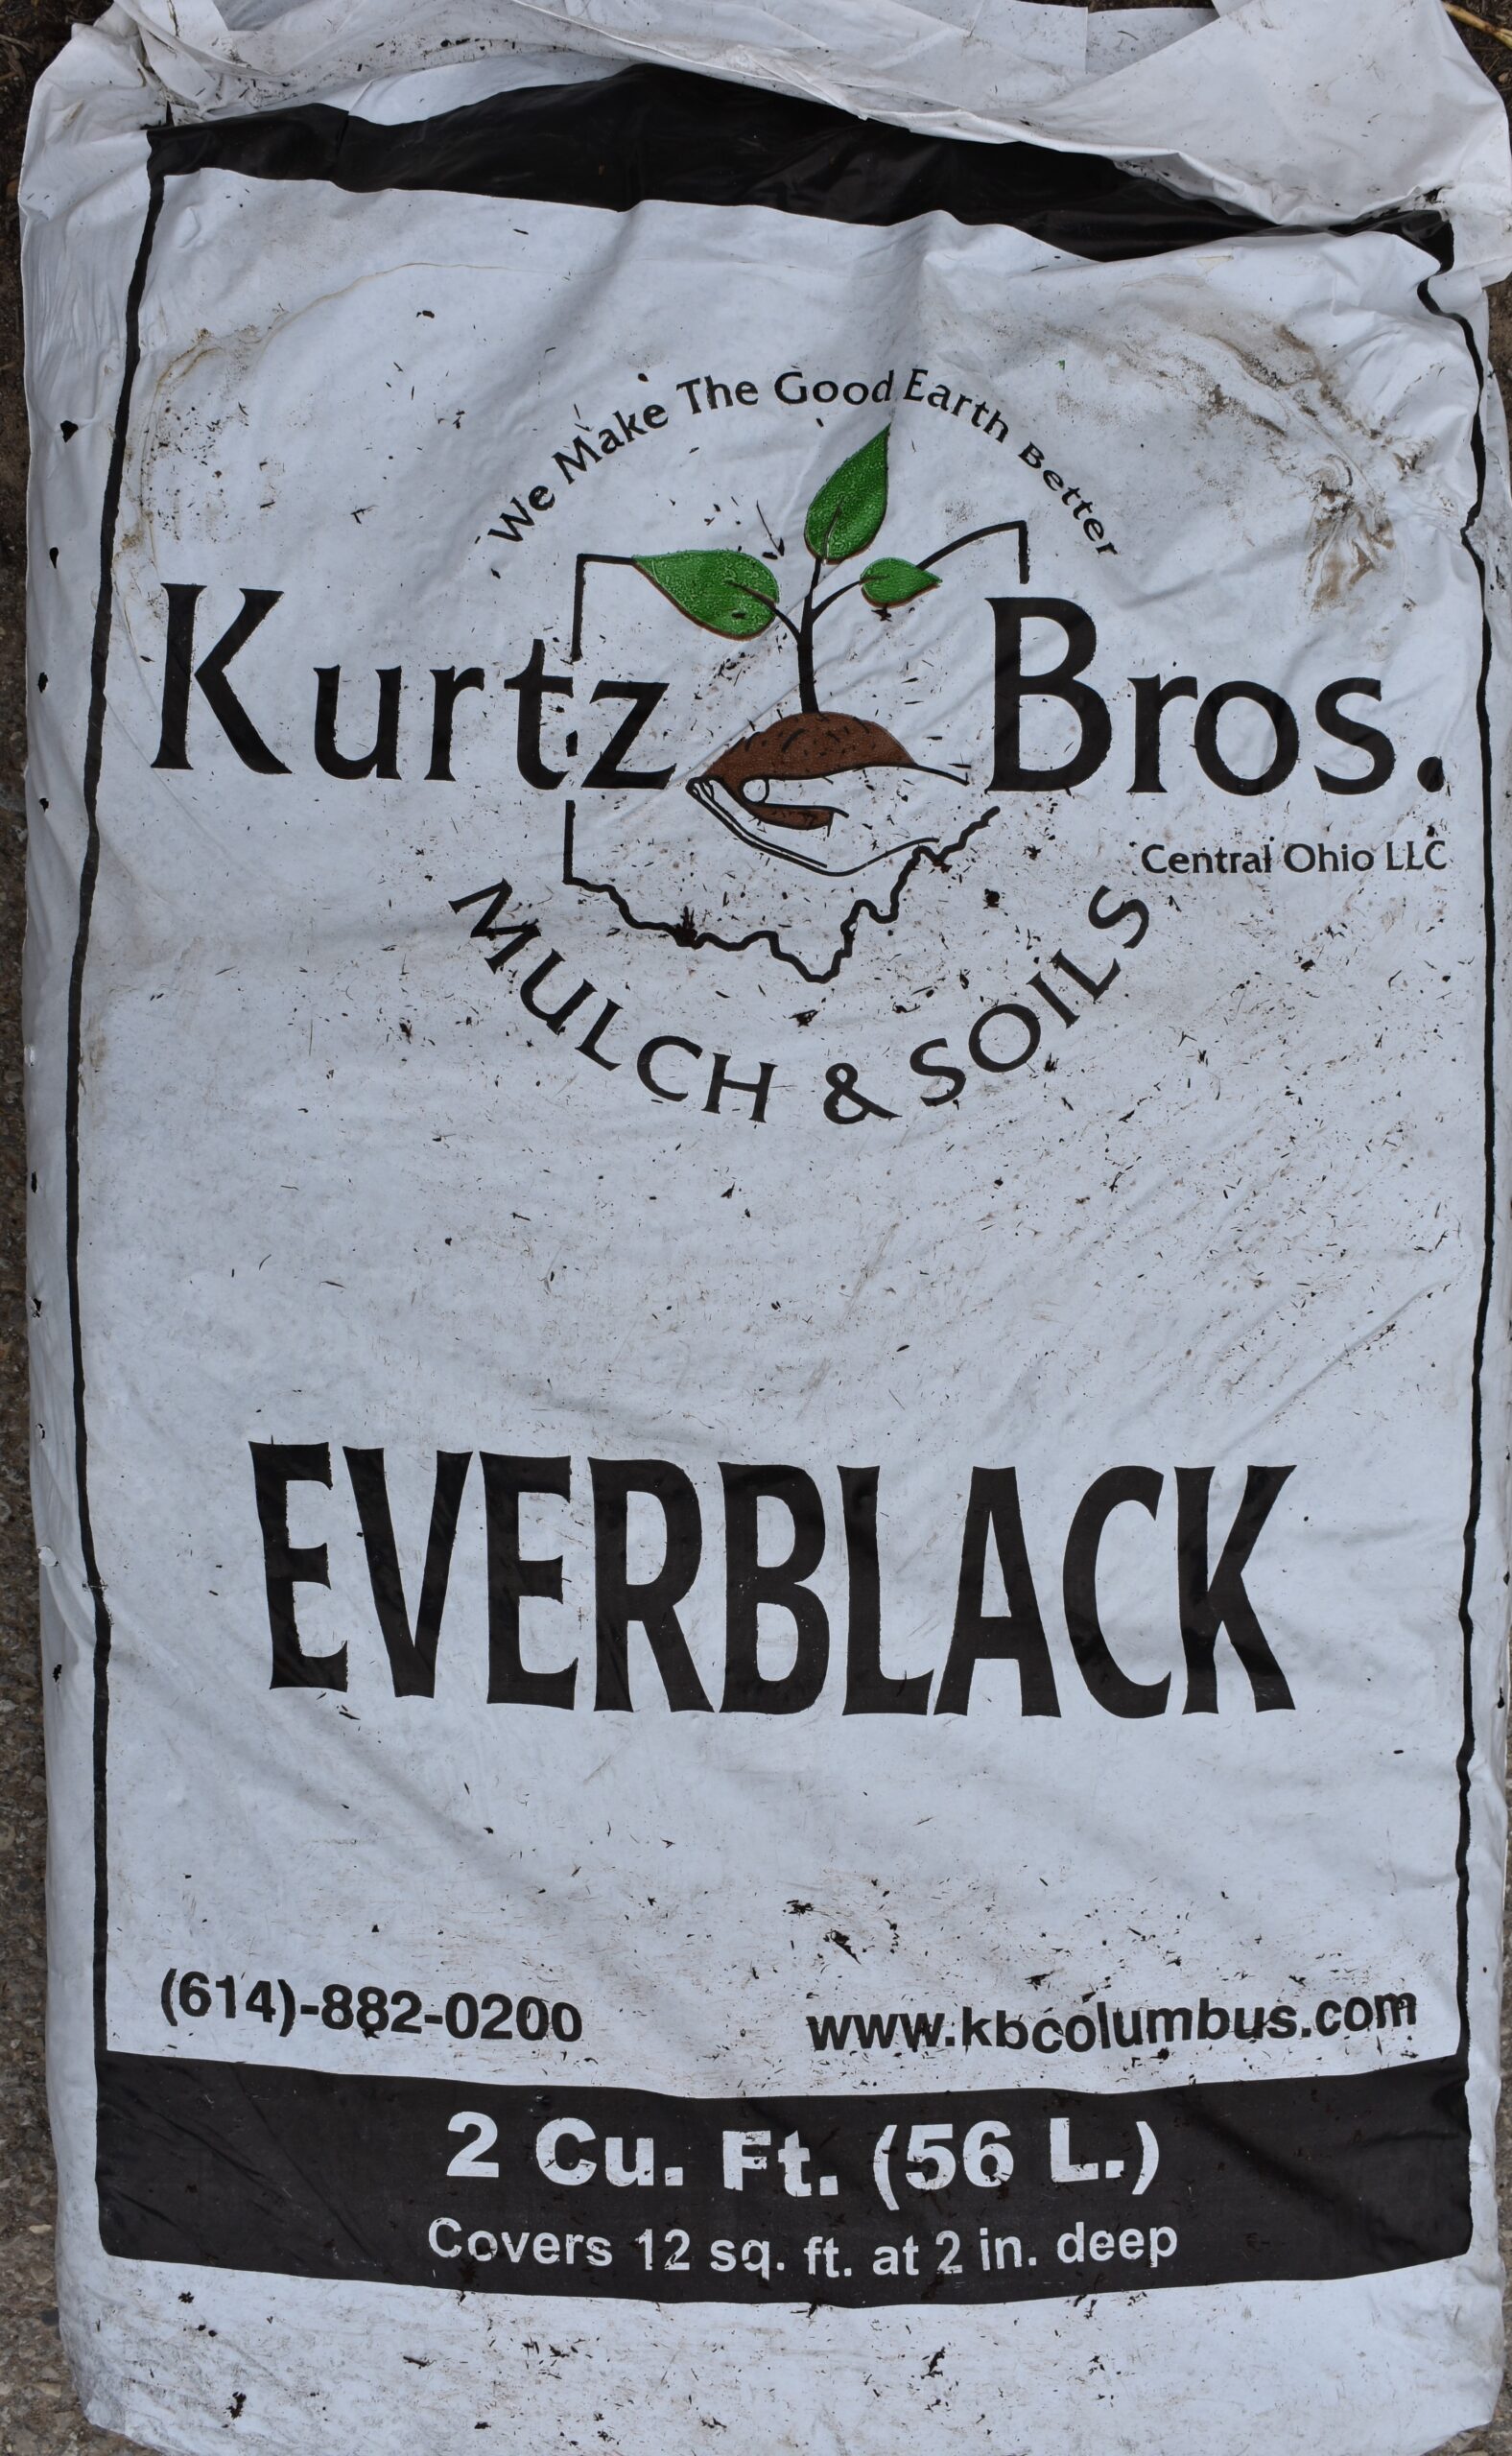 We Make The Good Earth Better
Kurtz Bros.
Central Ohio LLC
MULCH & SOILS
EVERBLACK
(614)-882-0200 www.kbcolumbus.com
2 Cu. Ft. (56 L.)
Covers 12 sq. ft. at 2 in. deep